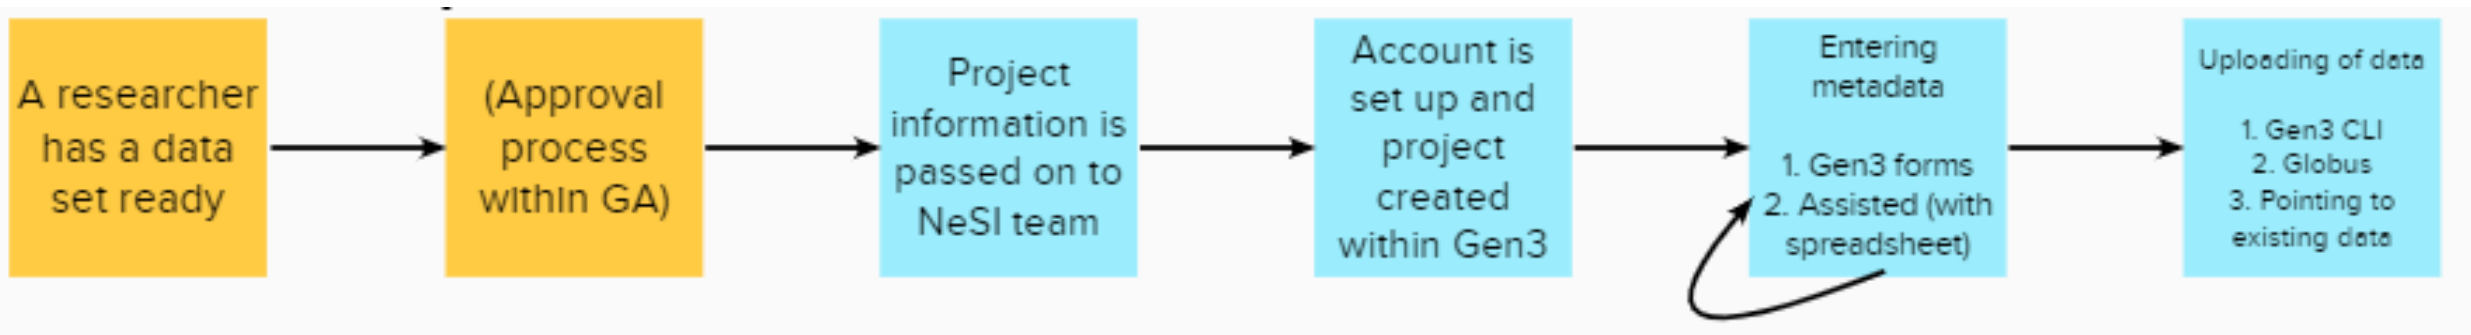 A researcher
has a data
set ready
(Approval
process
within GA)
Project
information is
passed on to
NeSI team
Account is
set up and
project
created
within Gen3
Entering
metadata
1. Gen3 forms
2. Assisted (with
spreadsheet)
Uploading of data
1. Gen3 CLI
2. Globus
3. Pointing to
existing data